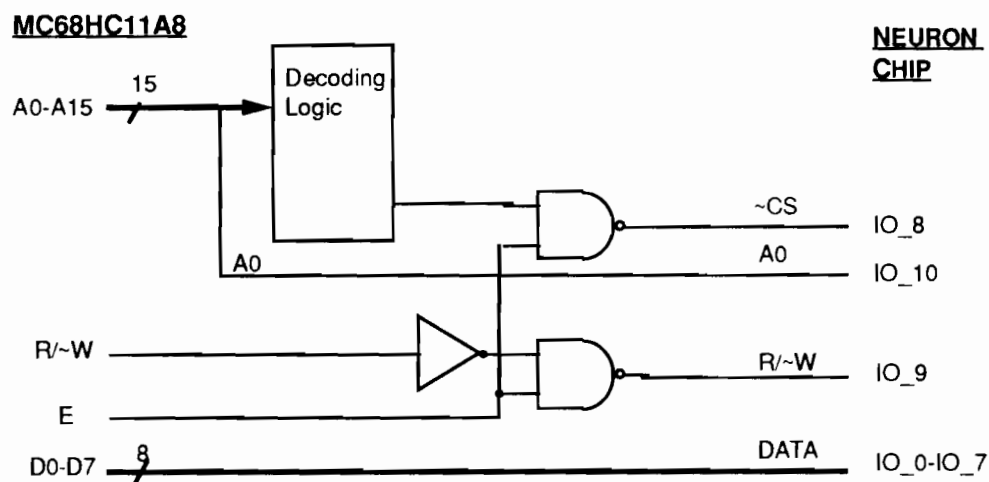 MC68HC11A8
NEURON
CHIP
15
A0-A15
Decoding
Logic
~CS
IO_8
A0
A0
IO_10
R/~W
R/~W
IO_9
E
8
D0-D7
DATA
IO_0-IO_7